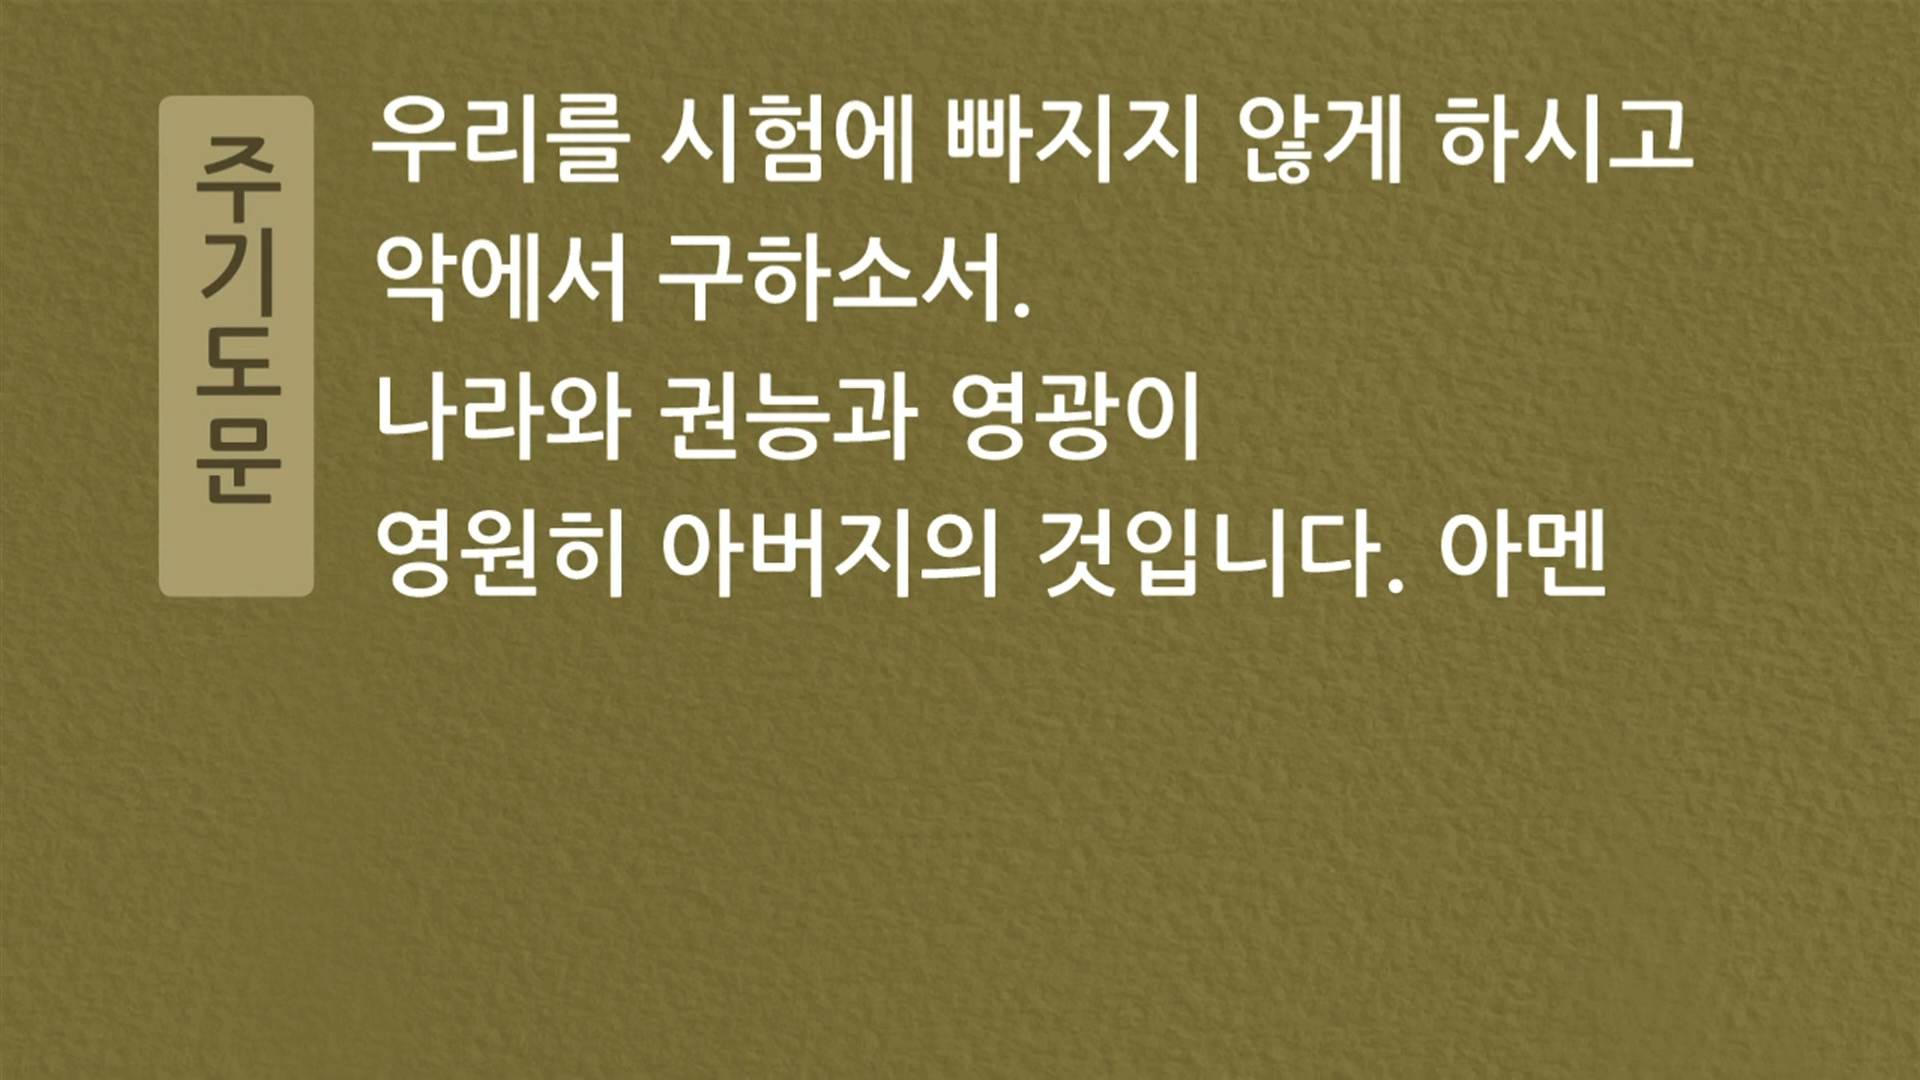 주기도문
우리를 시험에 빠지지 않게 하시고
악에서 구하소서.
나라와 권능과 영광이
영원히 아버지의 것입니다. 아멘